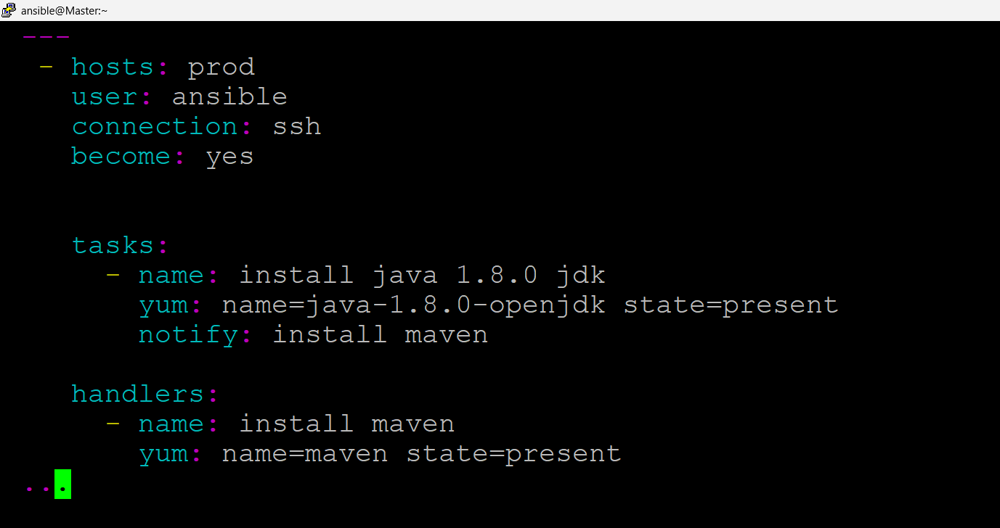 ansible@Master:~
---
- hosts: prod
user: ansible
connection: ssh
become: yes
tasks:
- name: install java 1.8.0 jdk
yum: name=java-1.8.0-openjdk state=present
notify: install maven
handlers:
- name: install maven
yum: name=maven state=present
...